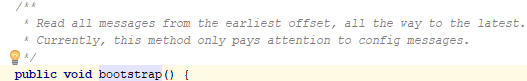 /**
* Read all messages from the earliest offset, all the way to the latest.
* Currently, this method only pays attention to config messages.
*/
public void bootstrap() {